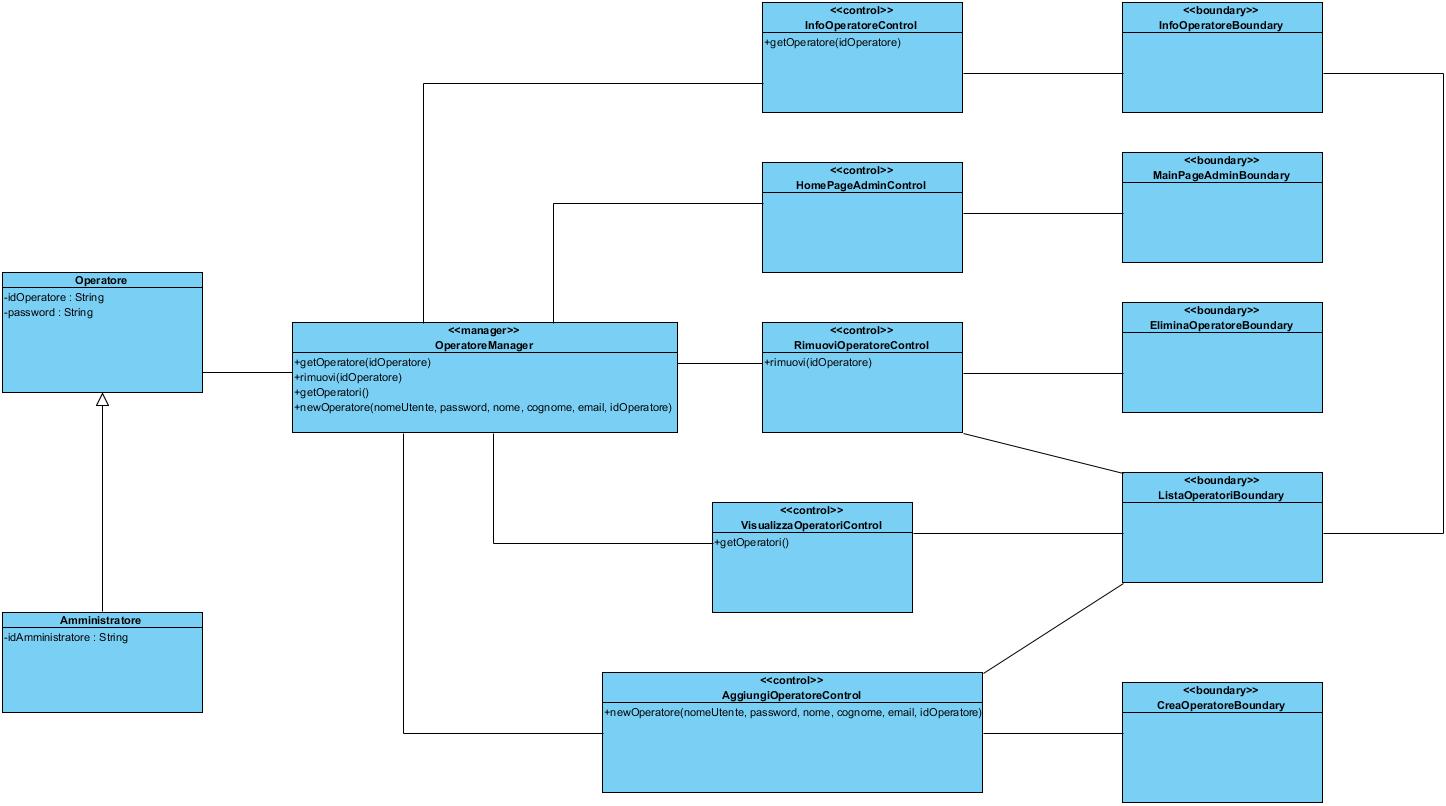 <<control>>
InfoOperatoreControl
+getOperatore(idOperatore)
<<boundary>>
InfoOperatoreBoundary
<<control>>
HomePageAdminControl
<<boundary>>
MainPageAdminBoundary
Operatore
-idOperatore : String
-password : String
<<manager>>
OperatoreManager
+getOperatore(idOperatore)
+rimuovi(idOperatore)
+getOperatori()
+newOperatore(nomeUtente, password, nome, cognome, email, idOperatore)
<<control>>
RimuoviOperatoreControl
+rimuovi(idOperatore)
<<boundary>>
EliminaOperatoreBoundary
<<control>>
VisualizzaOperatoriControl
+getOperatori()
<<boundary>>
ListaOperatoriBoundary
Amministratore
-idAmministratore : String
<<control>>
AggiungiOperatoreControl
+newOperatore(nomeUtente, password, nome, cognome, email, idOperatore)
<<boundary>>
CreaOperatoreBoundary